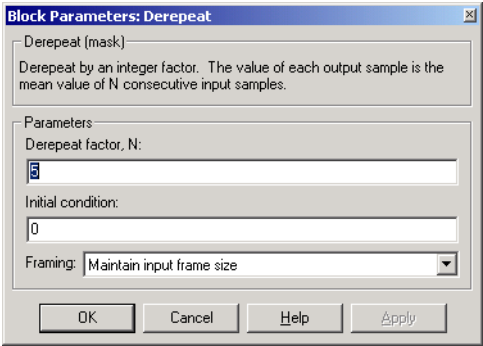 Block Parameters: Derepeat
Derepeat (mask)
Derepeat by an integer factor. The value of each output sample is the
mean value of N consecutive input samples.
Parameters
Derepeat factor, N:
5
Initial condition:
0
Framing: Maintain input frame size
OK Cancel Help Apply